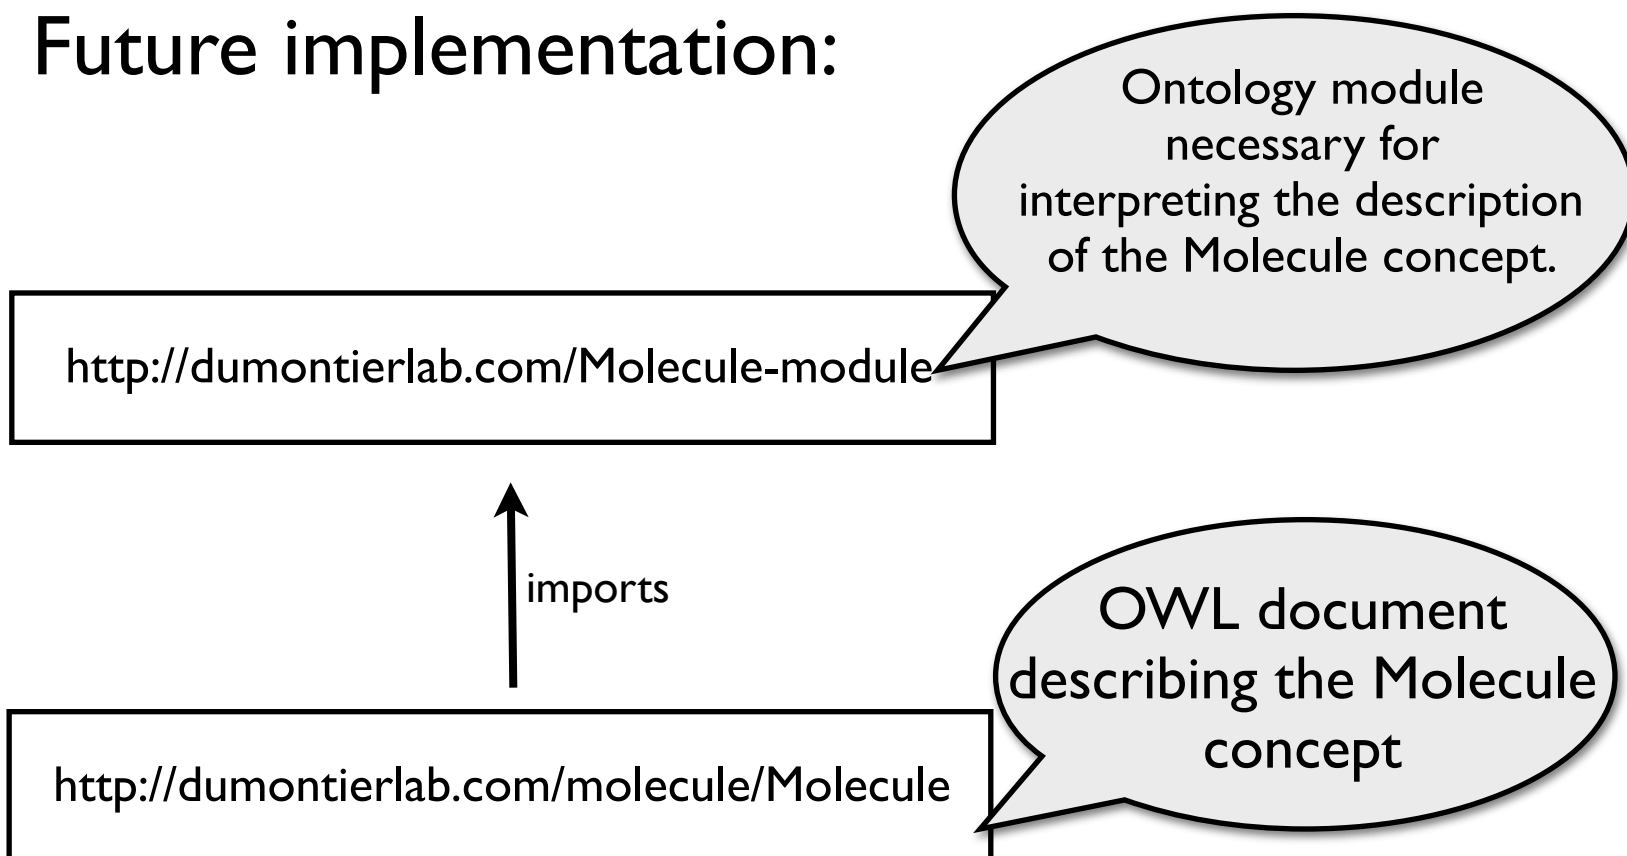 Future implementation:
Ontology module
necessary for
interpreting the description
of the Molecule concept.
http://dumontierlab.com/Molecule-module
imports
OWL document
describing the Molecule
concept
http://dumontierlab.com/molecule/Molecule